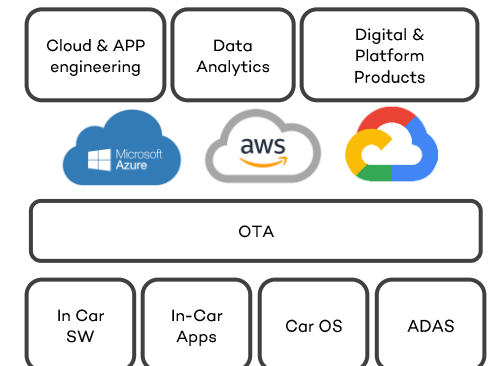 Cloud & APP
engineering
Data
Analytics
Digital &
Platform
Products
Microsoft
Azure
aws
OTA
In Car
SW
In-Car
Apps
Car OS
ADAS